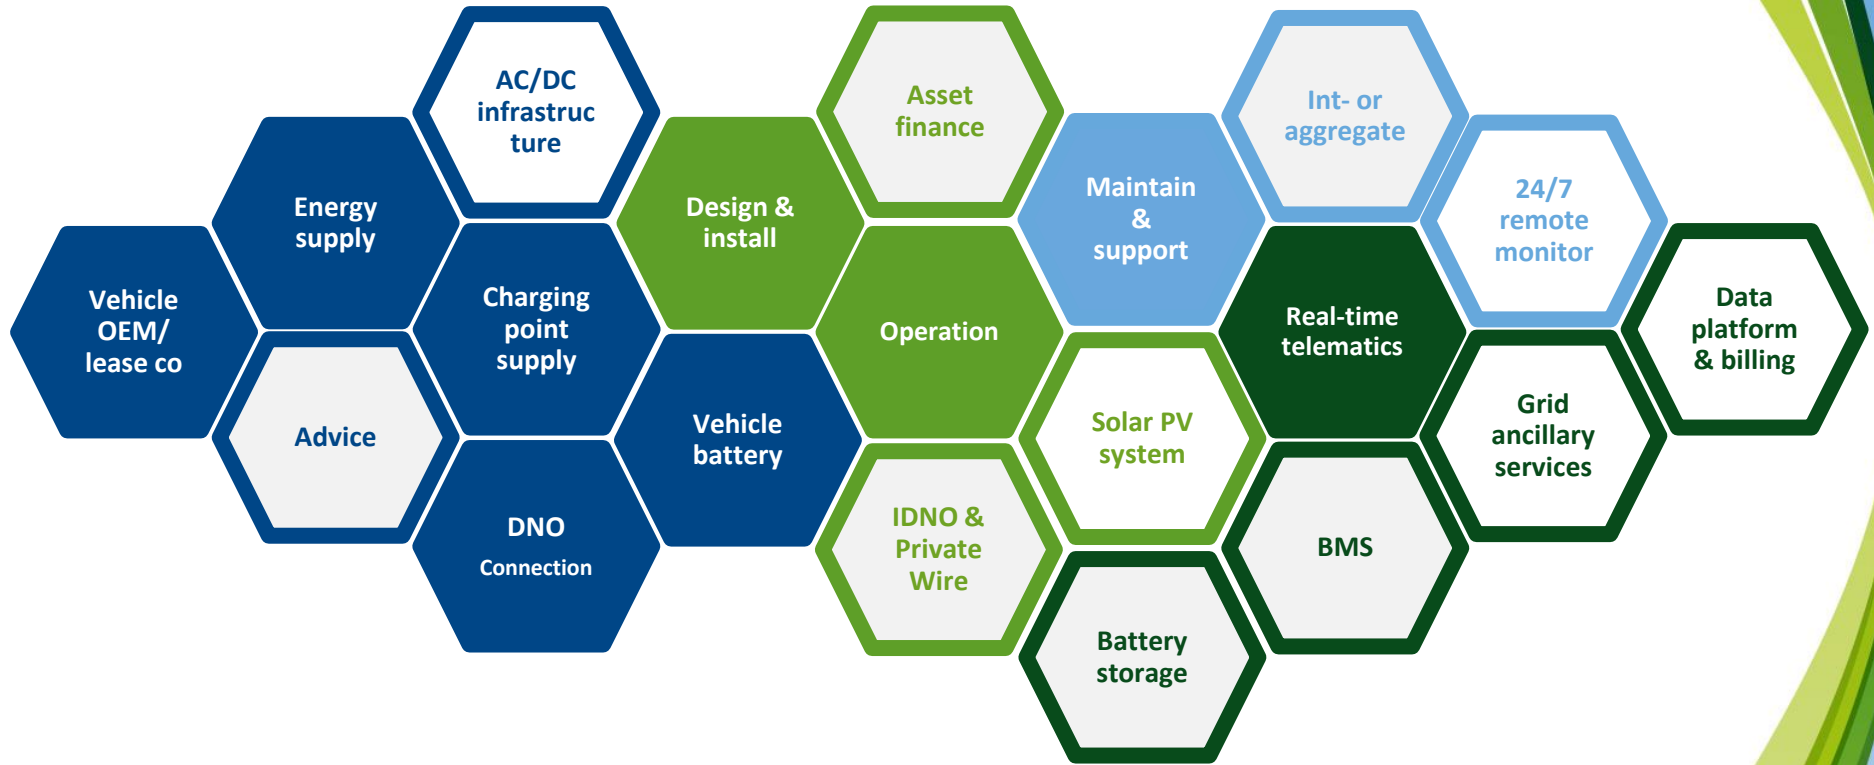 AC/DC
infrastruc
ture
Asset
finance
Int- or
aggregate
Energy
supply
Design &
install
Maintain
&
support
24/7
remote
monitor
Vehicle
OEM/
lease co
Charging
point
supply
Operation
Real-time
telematics
Data
platform
& billing
Advice
Vehicle
battery
Solar PV
system
Grid
ancillary
services
DNO
Connection
IDNO &
Private
Wire
BMS
Battery
storage